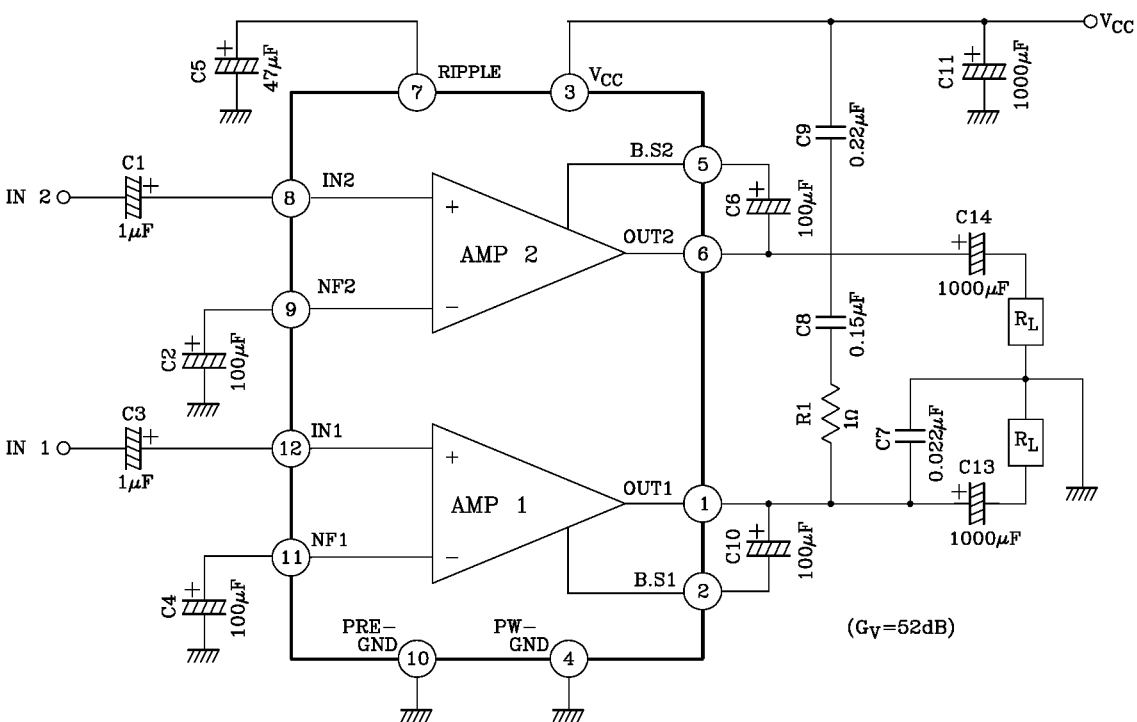 VCC
C5
+
47µF
RIPPLE
7
VCC
3
C9
0.22µF
C11
+
1000µF
B.S2
5
C6
+
100µF
C1
IN 2
+
1µF
8
IN2
+
AMP 2
OUT2
6
C14
+
1000µF
NF2
9
−
C2
+
100µF
C8
0.15µF
RL
C3
IN 1
+
1µF
12
IN1
+
R1
1Ω
C7
0.022µF
RL
AMP 1
OUT1
1
C13
+
1000µF
NF1
11
−
C10
+
100µF
C4
+
100µF
B.S1
2
PRE-
GND
10
PW-
GND
4
(GV=52dB)